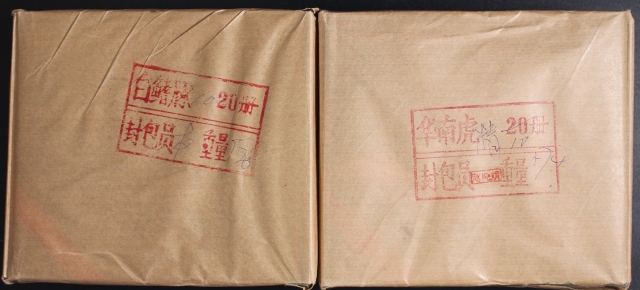 白鱀豚 20册
封包员 重量
华南虎 20册
封包员 重量